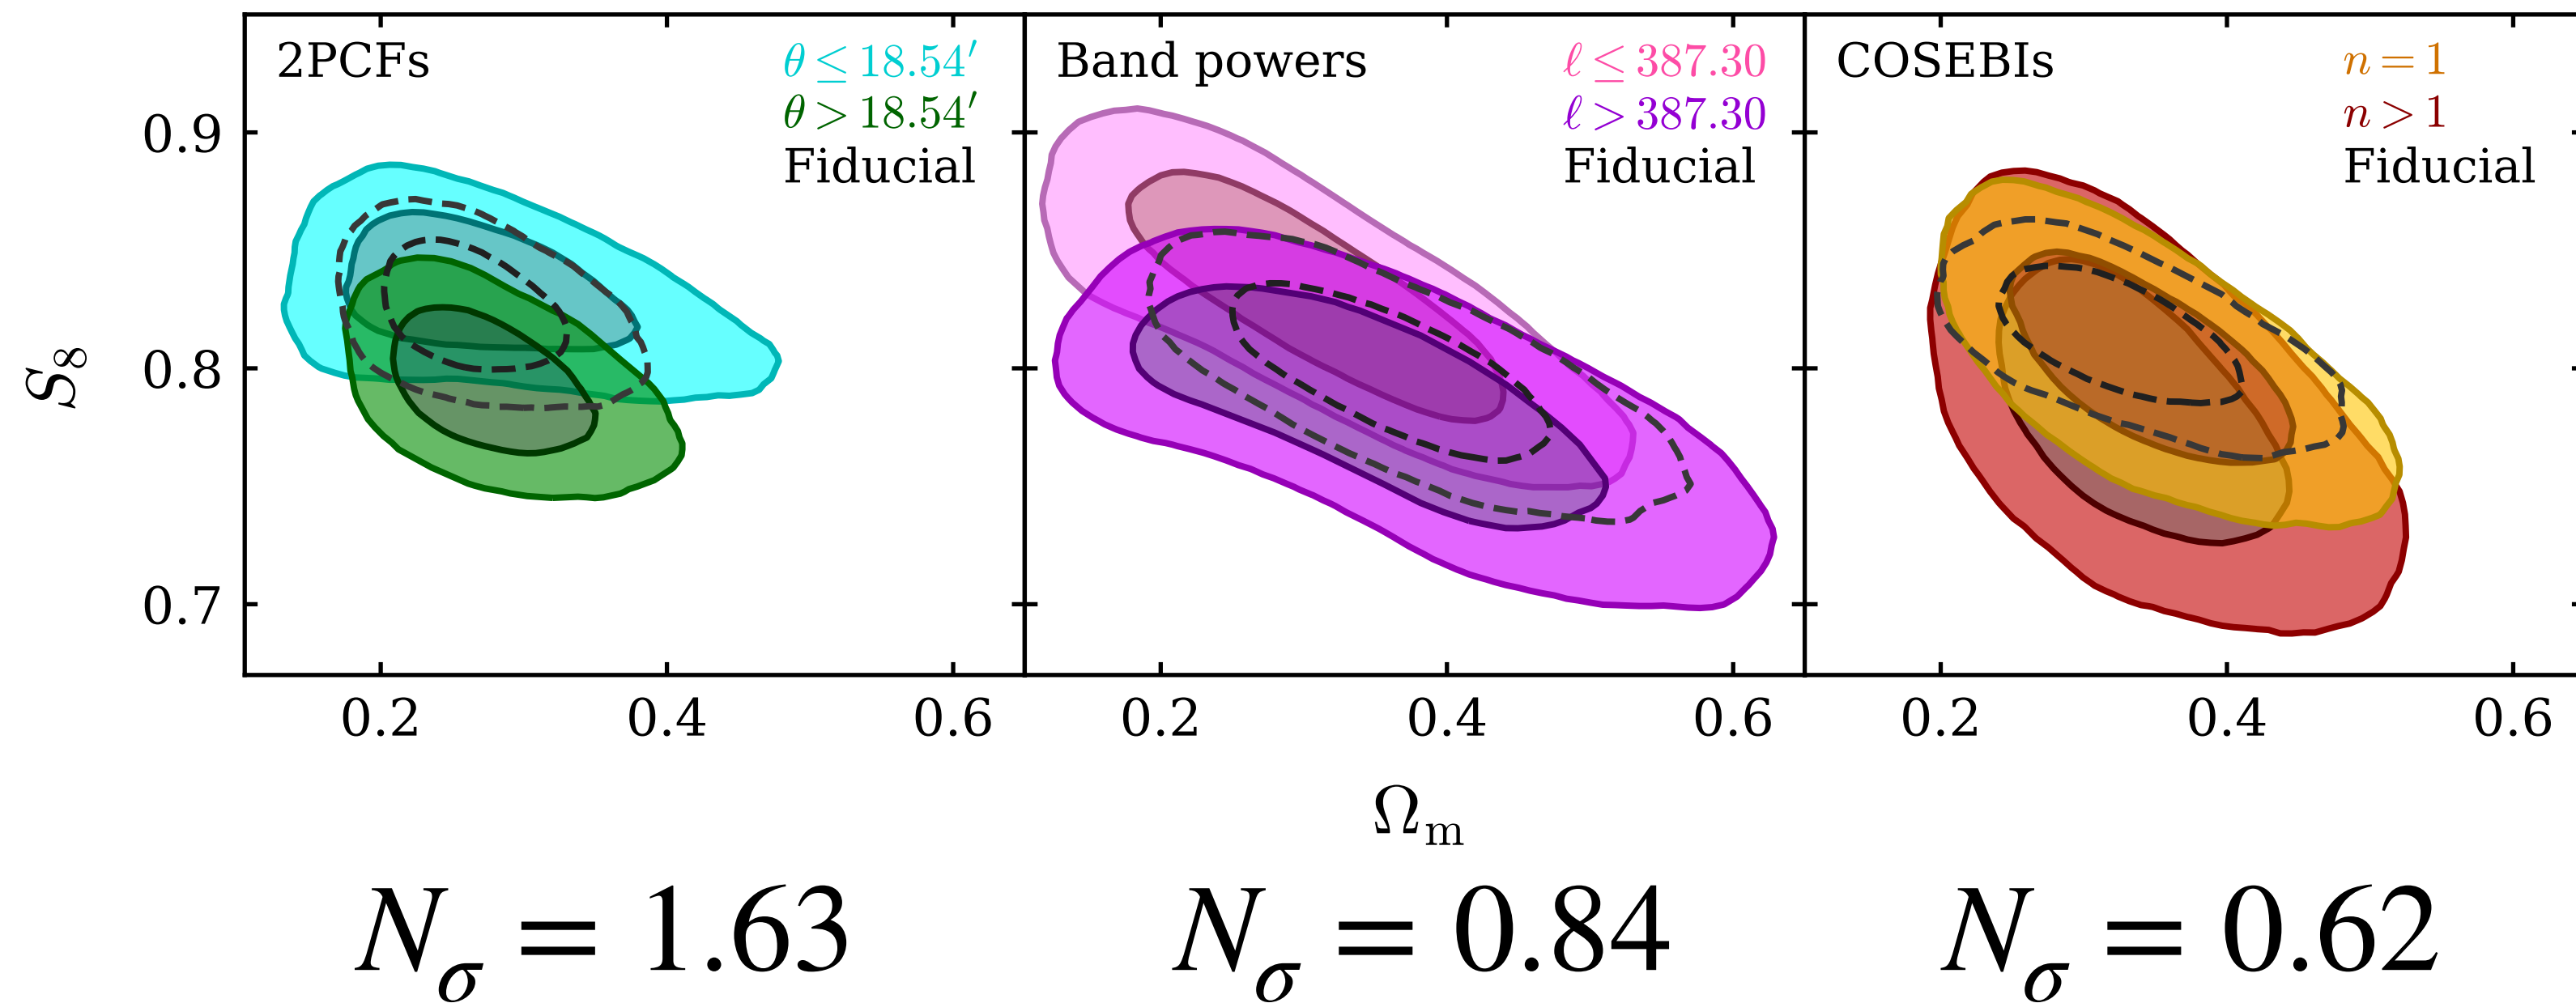 2PCFs
θ ≤ 18.54′
θ > 18.54′
Fiducial
Band powers
ℓ ≤ 387.30
ℓ > 387.30
Fiducial
COSEBIs
n = 1
n > 1
Fiducial
0.9
0.8
0.7
S∞
0.2 0.4 0.6 0.2 0.4 0.6 0.2 0.4 0.6
Ωm
Nσ = 1.63 Nσ = 0.84 Nσ = 0.62